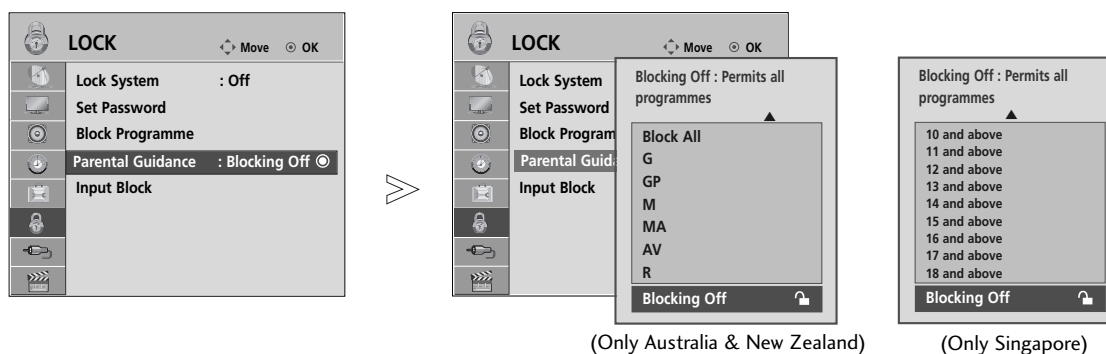 LOCK
Move OK
Lock System : Off
Set Password
Block Programme
Parental Guidance : Blocking Off
Input Block
LOCK
Move OK
Lock System
Set Password
Block Program
Parental Guid
Input Block
Blocking Off : Permits all
programmes
Block All
G
GP
M
MA
AV
R
Blocking Off
(Only Australia & New Zealand)
Blocking Off : Permits all
programmes
10 and above
11 and above
12 and above
13 and above
14 and above
15 and above
16 and above
17 and above
18 and above
Blocking Off
(Only Singapore)